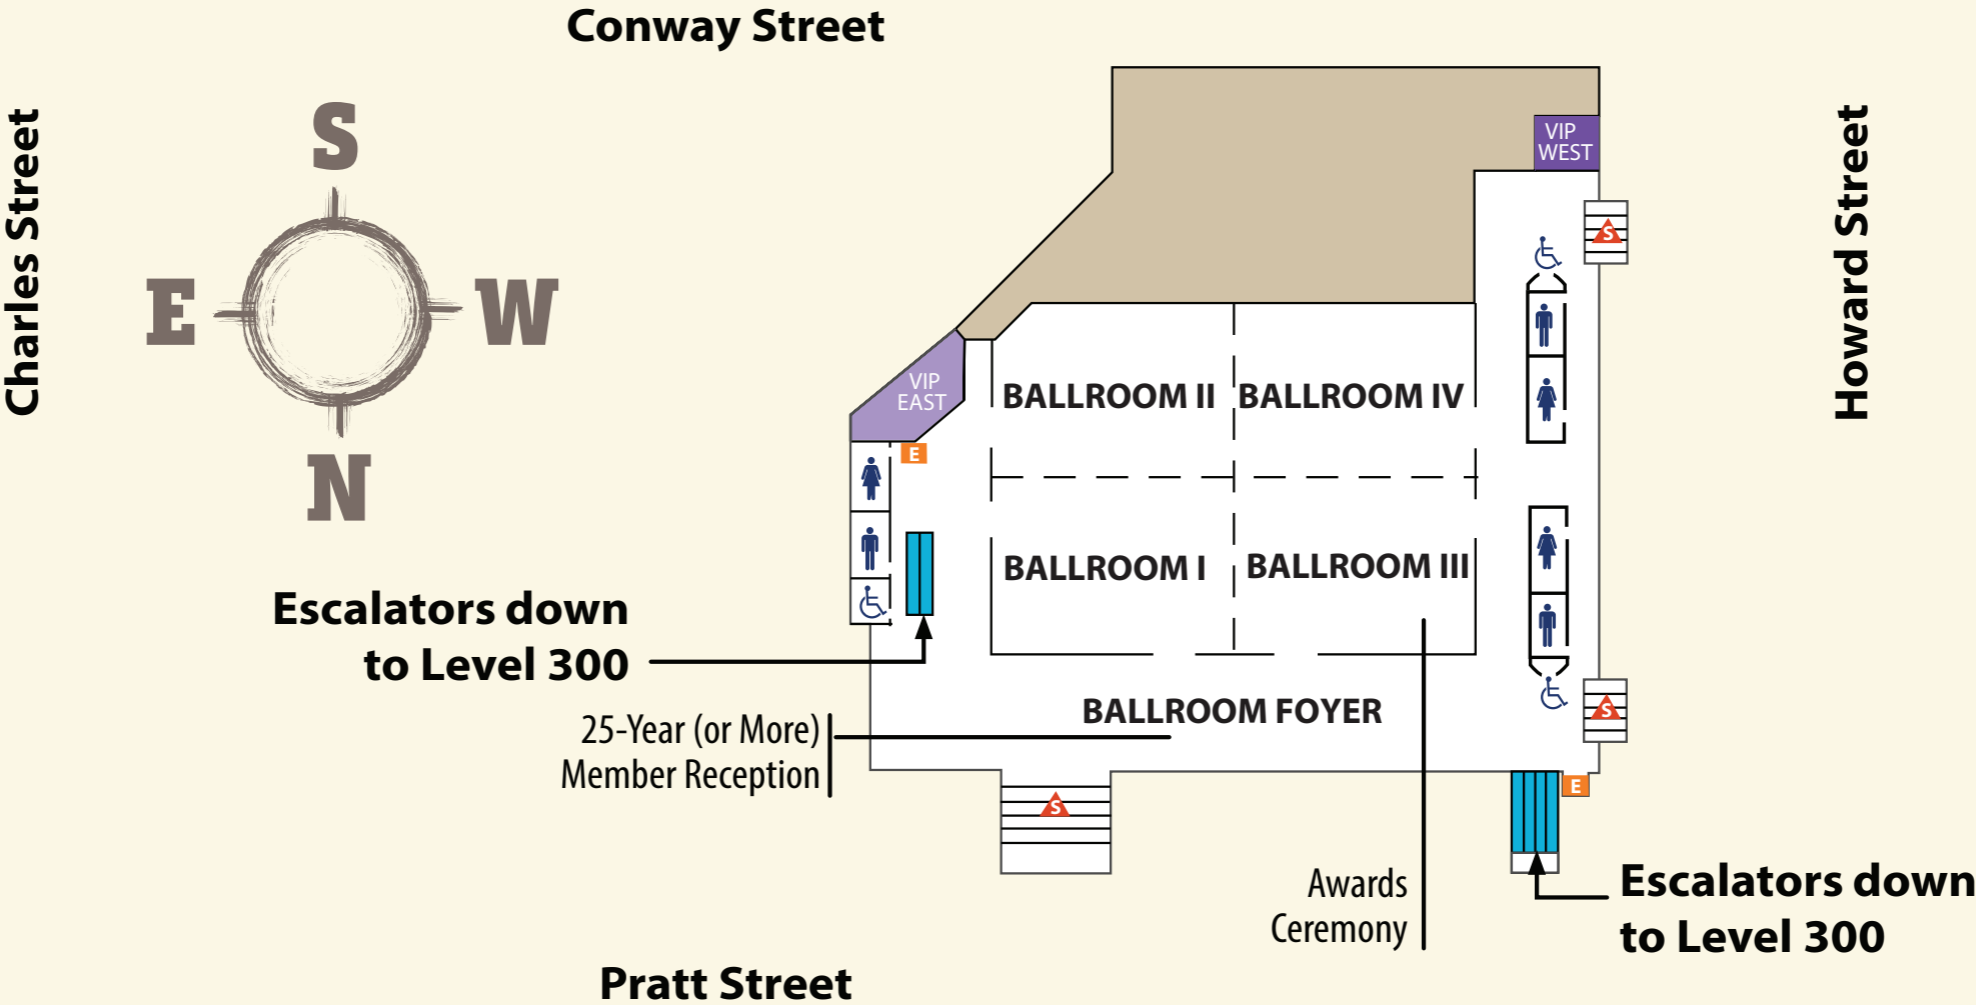 Conway Street
Charles Street
S
E
W
N
Howard Street
VIP
WEST
S
VIP
EAST
E
BALLROOM II
BALLROOM IV
BALLROOM I
BALLROOM III
Escalators down
to Level 300
BALLROOM FOYER
S
25-Year (or More)
Member Reception
S
E
Awards
Ceremony
Escalators down
to Level 300
Pratt Street